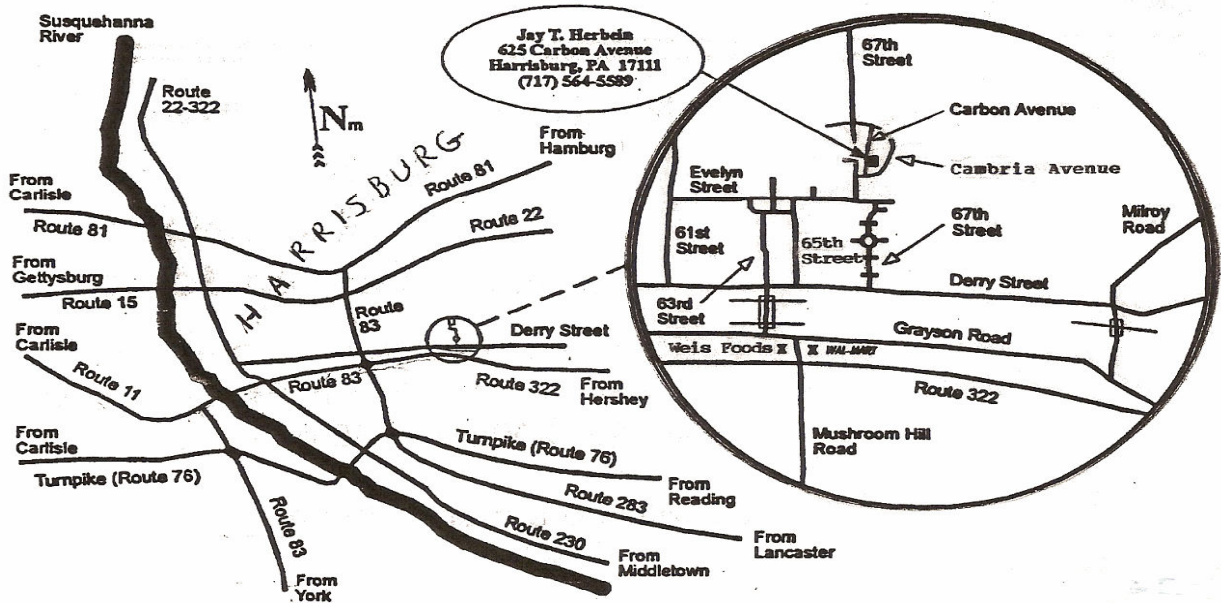 Susquehanna
River
Route
22-322
Nm
HARRISBURG
From
Hamburg
Route 81
From
Carlisle
Route 81
Route 22
From
Gettysburg
Route 15
Route
83
Derry Street
From
Carlisle
Route 11
Route 83
Route 322
From
Hershey
From
Carlisle
Turnpike (Route 76)
Turnpike (Route 76)
From
Reading
Route 283
From
Lancaster
Route 230
From
Middletown
Route 83
From
York
Jay T. Herbein
625 Carbon Avenue
Harrisburg, PA 17111
(717) 564-5589
67th
Street
Carbon Avenue
Cambria Avenue
Evelyn
Street
61st
Street
65th
Street
67th
Street
Milroy
Road
63rd
Street
Derry Street
Grayson Road
Weis Foods X X WAL-MART
Route 322
Mushroom Hill
Road